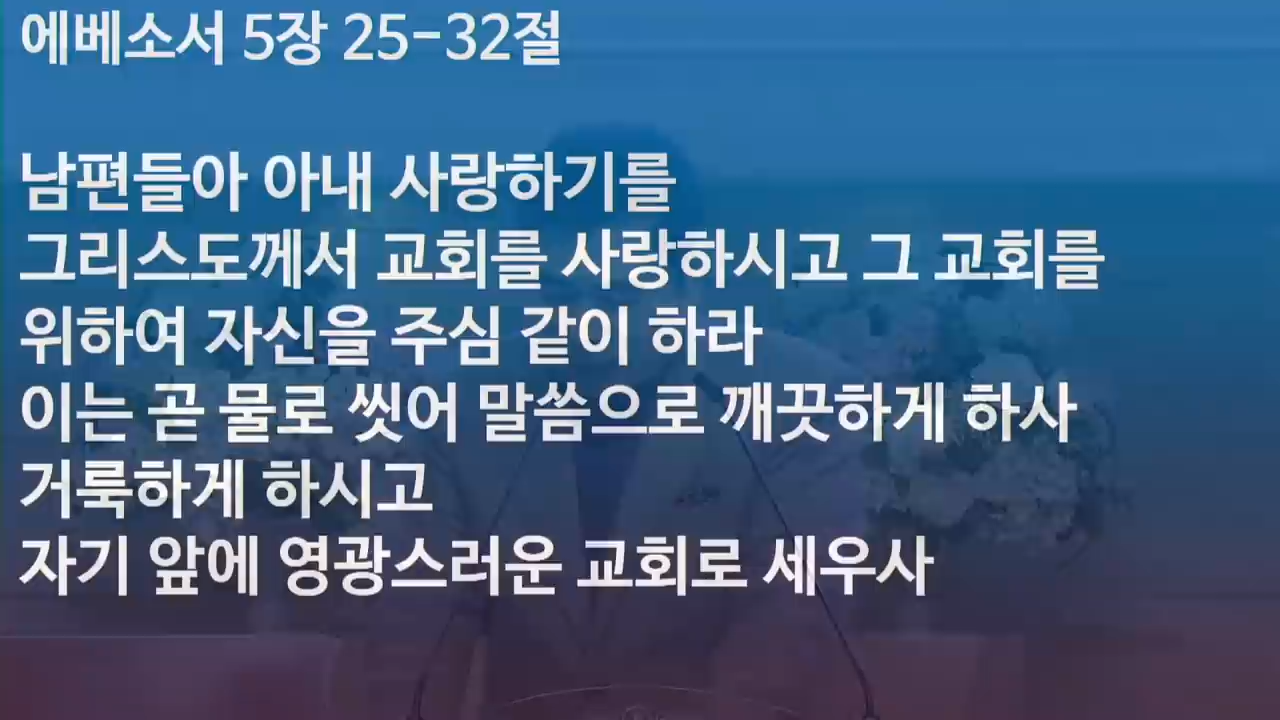 에베소서 5장 25-32절
남편들아 아내 사랑하기를
그리스도께서 교회를 사랑하시고 그 교회를
위하여 자신을 주심 같이 하라
이는 곧 물로 씻어 말씀으로 깨끗하게 하사
거룩하게 하시고
자기 앞에 영광스러운 교회로 세우사